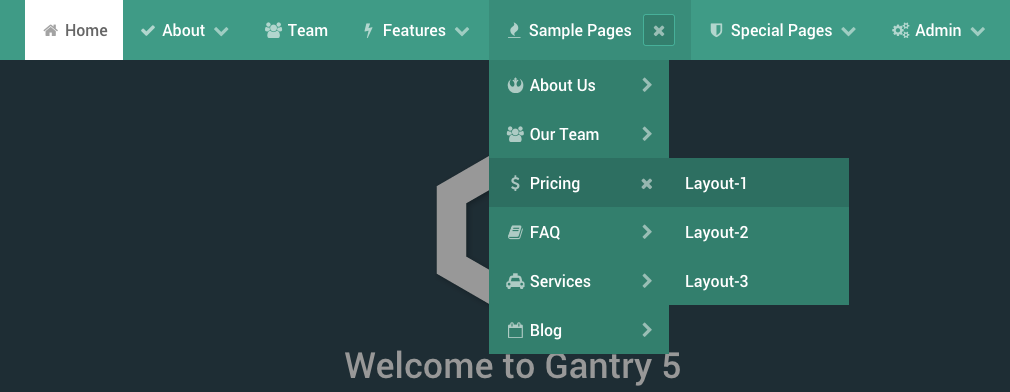 Home About Team Features Sample Pages Special Pages Admin
About Us
Our Team
Pricing Layout-1
FAQ Layout-2
Services Layout-3
Blog
Welcome to Gantry 5